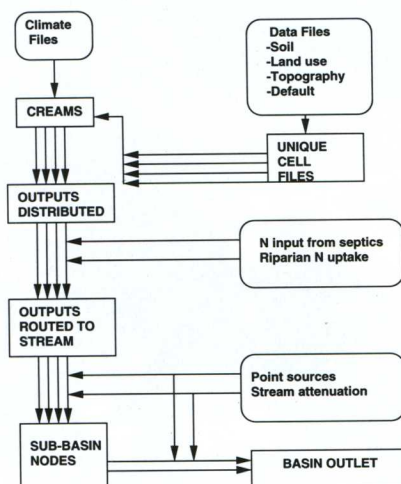 Climate
Files
Data Files
-Soil
-Land use
-Topography
-Default
CREAMS
UNIQUE
CELL
FILES
OUTPUTS
DISTRIBUTED
N input from septics
Riparian N uptake
OUTPUTS
ROUTED TO
STREAM
Point sources
Stream attenuation
SUB-BASIN
NODES
BASIN OUTLET